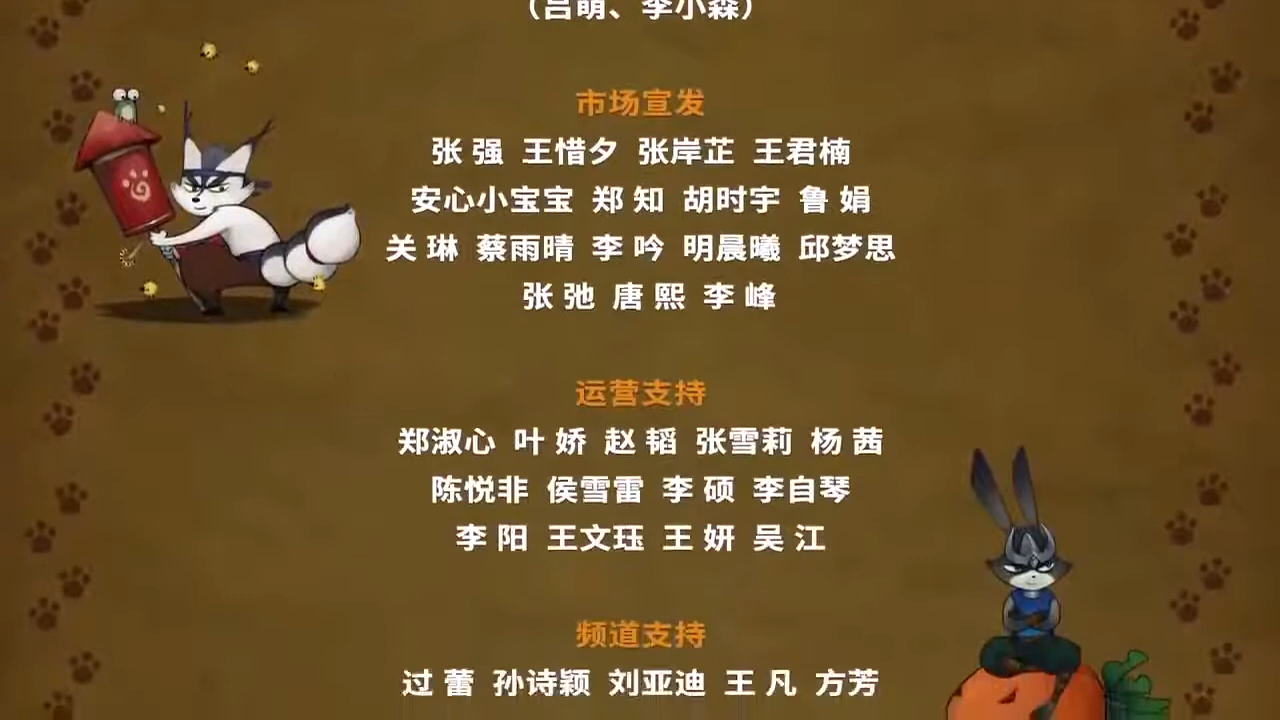 （吕萌、李小森）
市场宣发
张 强 王惜夕 张岸芷 王君楠
安心小宝宝 郑 知 胡时宇 鲁 娟
关 琳 蔡雨晴 李 吟 明晨曦 邱梦思
张 弛 唐 熙 李 峰
运营支持
郑淑心 叶 娇 赵 韬 张雪莉 杨 茜
陈悦非 侯雪雷 李 硕 李自琴
李 阳 王文珏 王 妍 吴 江
频道支持
过 蕾 孙诗颖 刘亚迪 王 凡 方芳